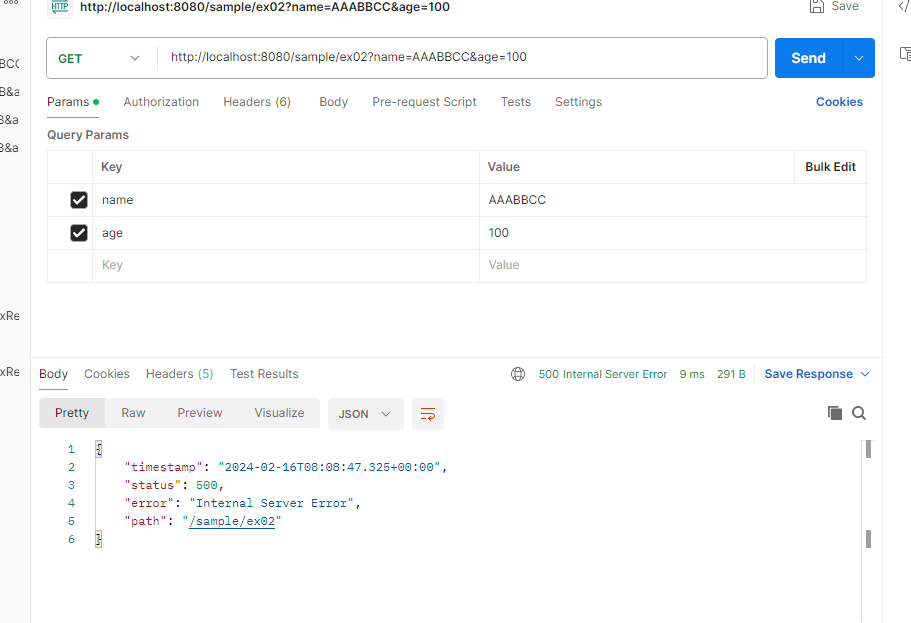 HTTP http://localhost:8080/sample/ex02?name=AAABBCC&age=100 Save
GET http://localhost:8080/sample/ex02?name=AAABBCC&age=100 Send
BCC
B&a
B&a
B&a
Params Authorization Headers (6) Body Pre-request Script Tests Settings Cookies
Query Params
Key Value Bulk Edit
name AAABBCC
age 100
Key Value
xRe
xRe
Body Cookies Headers (5) Test Results 500 Internal Server Error 9 ms 291 B Save Response
Pretty Raw Preview Visualize JSON
1 {
2 "timestamp": "2024-02-16T08:08:47.325+00:00",
3 "status": 500,
4 "error": "Internal Server Error",
5 "path": "/sample/ex02"
6 }